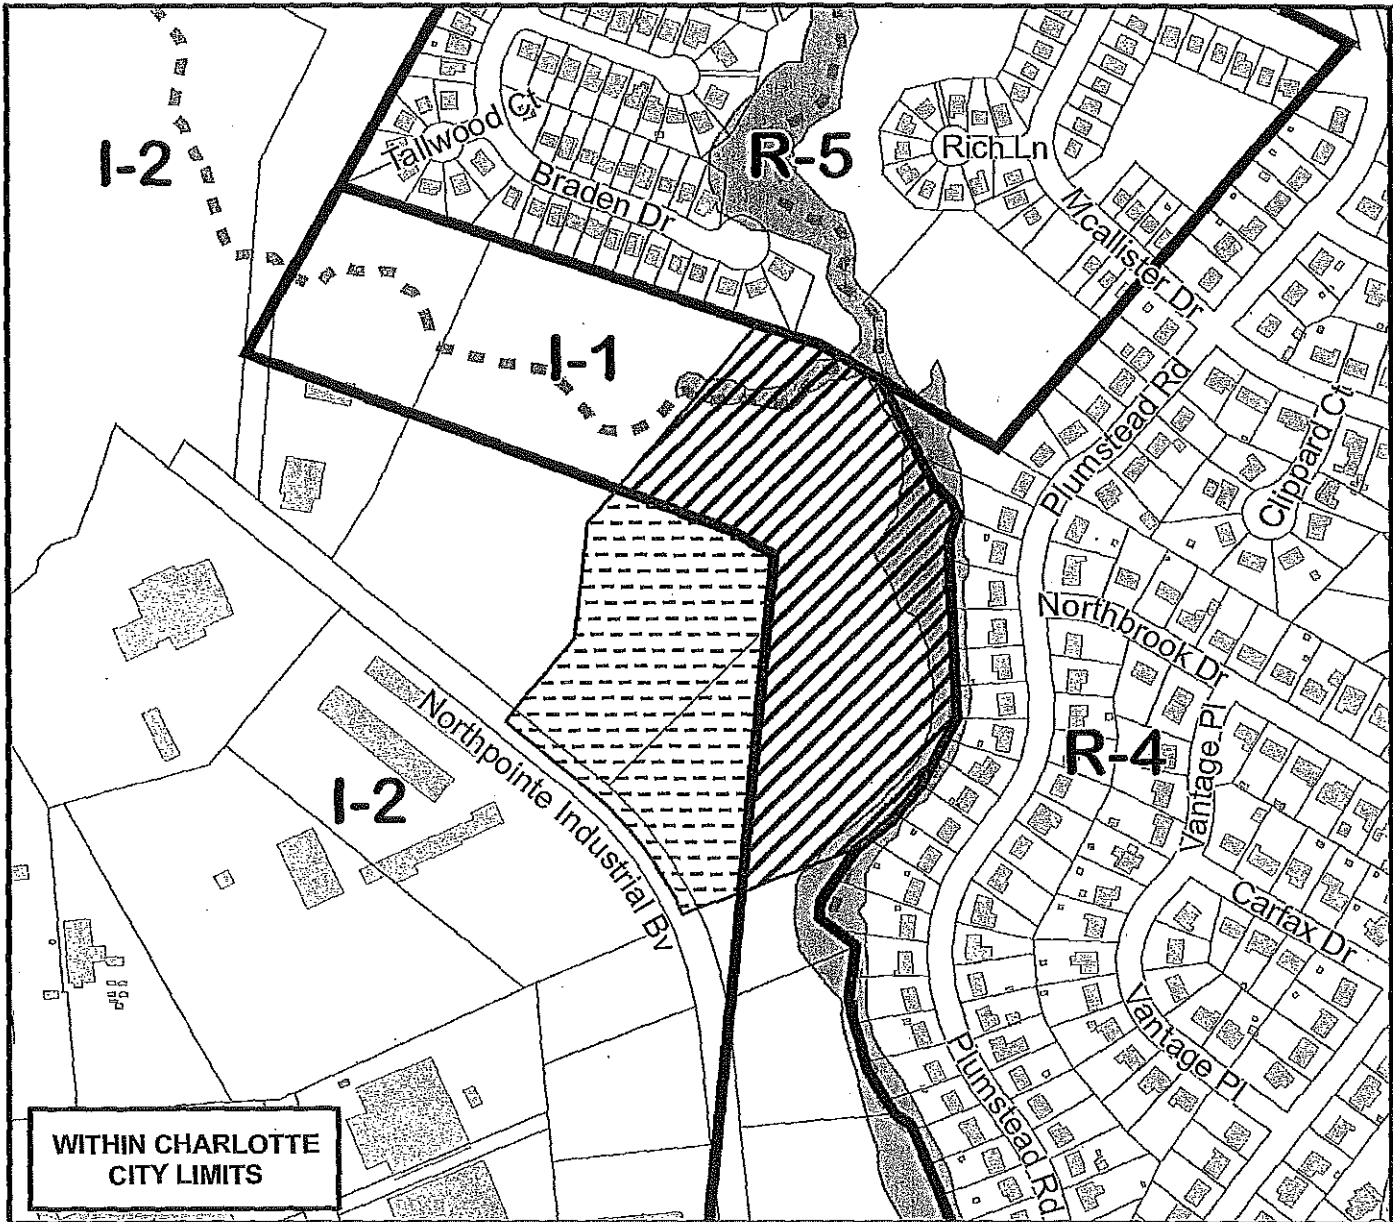 I-2
Tallwood Ct
R-5
Rich Ln
Braden Dr
Mcallister Dr
I-1
Plumstead Rd
Clippard Ct
Northbrook Dr
Northpointe Industrial Bv
I-2
R-4
Vantage Pl
Carfax Dr
Vantage Pl
Plumstead Rd
WITHIN CHARLOTTE
CITY LIMITS